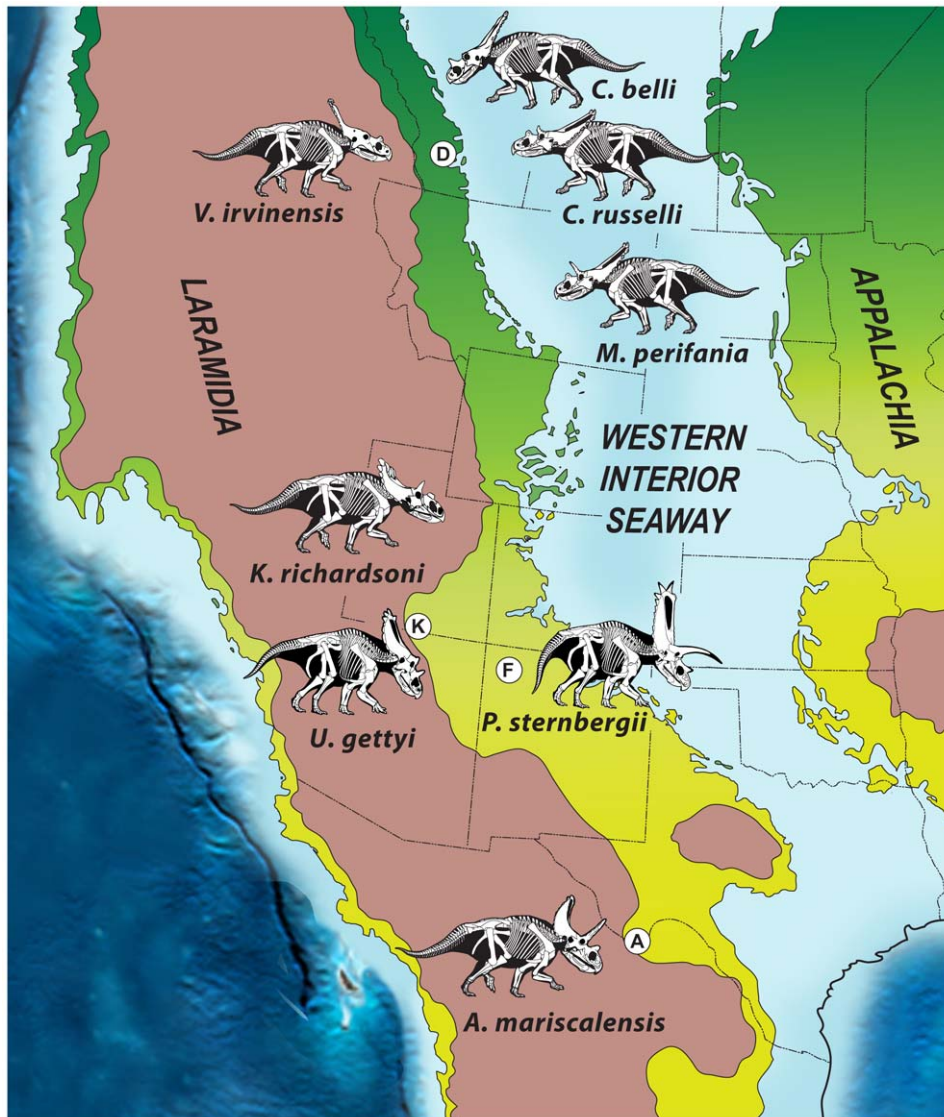 C. belli
D
V. irvinensis
C. russelli
LARAMIDIA
APPALACHIA
M. perifania
WESTERN
INTERIOR
SEAWAY
K. richardsoni
K
F
U. gettyi
P. sternbergii
A
A. mariscalensis